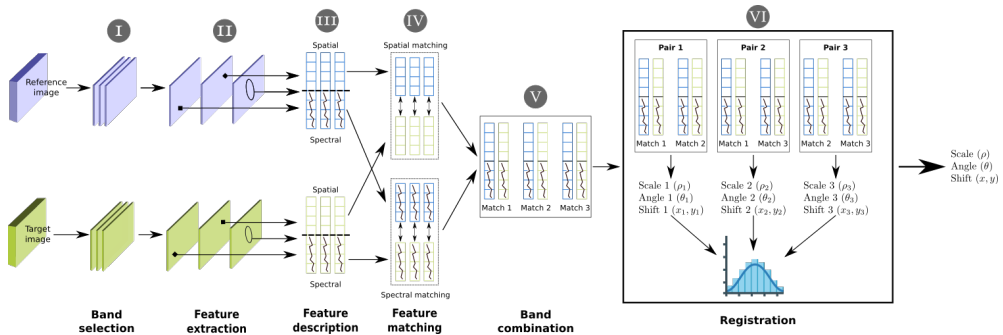 I
II
III
IV
V
VI
Reference
image
Target
image
Spatial
Spectral
Spatial
Spectral
Spatial matching
Spectral matching
Match 1
Match 2
Match 3
Pair 1
Pair 2
Pair 3
Match 1
Match 2
Match 1
Match 3
Match 2
Match 3
Scale 1 (ρ₁)
Angle 1 (θ₁)
Shift 1 (x₁, y₁)
Scale 2 (ρ₂)
Angle 2 (θ₂)
Shift 2 (x₂, y₂)
Scale 3 (ρ₃)
Angle 3 (θ₃)
Shift 3 (x₃, y₃)
Scale (ρ)
Angle (θ)
Shift (x, y)
Band
selection
Feature
extraction
Feature
description
Feature
matching
Band
combination
Registration